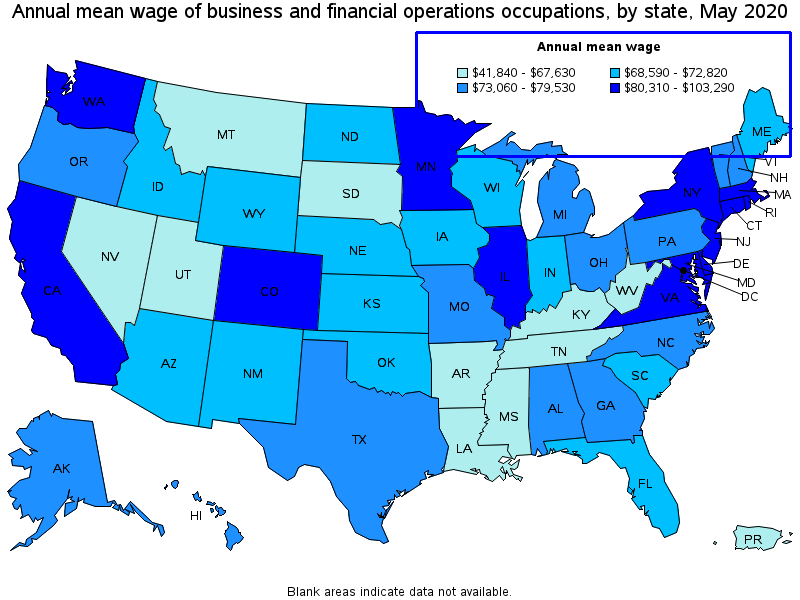 Annual mean wage of business and financial operations occupations, by state, May 2020
Annual mean wage
$41,840 - $67,630 $68,590 - $72,820
$73,060 - $79,530 $80,310 - $103,290
WA
MT
ND
MN
ME
OR
ID
SD
WI
VT
NH
MA
RI
CT
NY
MI
WY
IA
NE
NV
UT
CO
CA
IL
IN
OH
PA
NJ
DE
MD
DC
WV
VA
KS
MO
KY
AZ
NM
OK
AR
TN
NC
SC
MS
AL
GA
TX
LA
FL
AK
HI
PR
Blank areas indicate data not available.